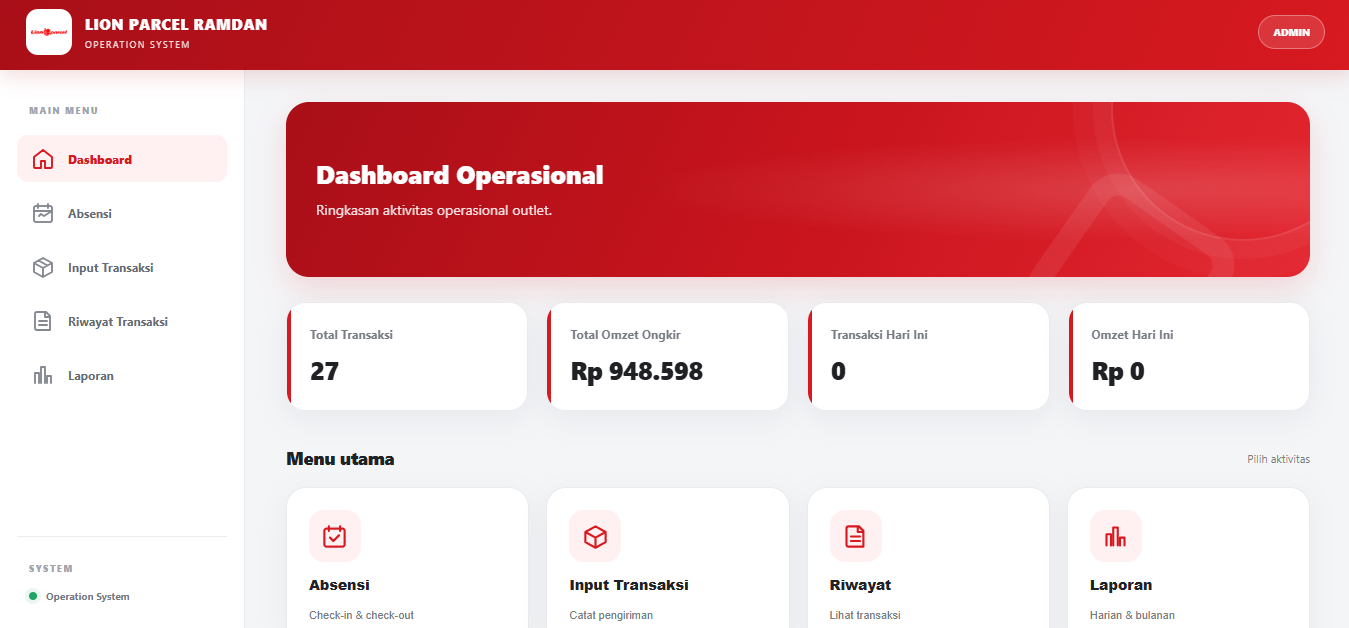 Lion parcel
LION PARCEL RAMDAN
OPERATION SYSTEM
ADMIN
MAIN MENU
Dashboard
Absensi
Input Transaksi
Riwayat Transaksi
Laporan
SYSTEM
Operation System
Dashboard Operasional
Ringkasan aktivitas operasional outlet.
Total Transaksi
27
Total Omzet Ongkir
Rp 948.598
Transaksi Hari Ini
0
Omzet Hari Ini
Rp 0
Menu utama
Pilih aktivitas
Absensi
Check-in & check-out
Input Transaksi
Catat pengiriman
Riwayat
Lihat transaksi
Laporan
Harian & bulanan